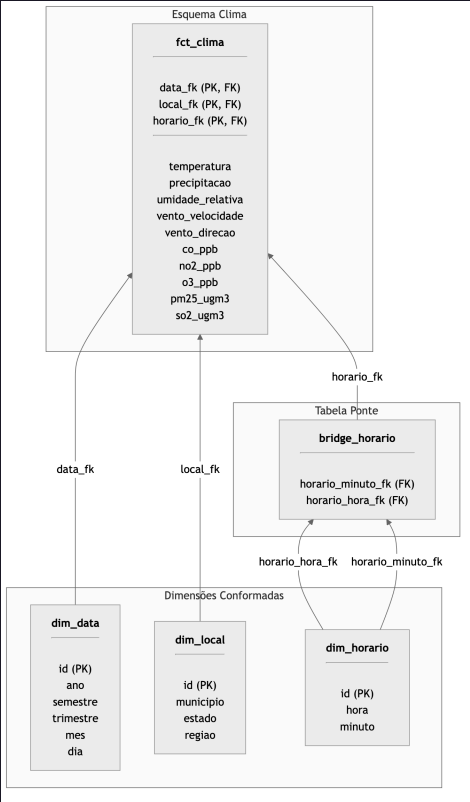 Esquema Clima
fct_clima
data_fk (PK, FK)
local_fk (PK, FK)
horario_fk (PK, FK)
temperatura
precipitacao
umidade_relativa
vento_velocidade
vento_direcao
co_ppb
no2_ppb
o3_ppb
pm25_ugm3
so2_ugm3
horario_fk
Tabela Ponte
bridge_horario
horario_minuto_fk (FK)
horario_hora_fk (FK)
data_fk
local_fk
horario_hora_fk
horario_minuto_fk
Dimensões Conformadas
dim_data
id (PK)
ano
semestre
trimestre
mes
dia
dim_local
id (PK)
municipio
estado
regiao
dim_horario
id (PK)
hora
minuto